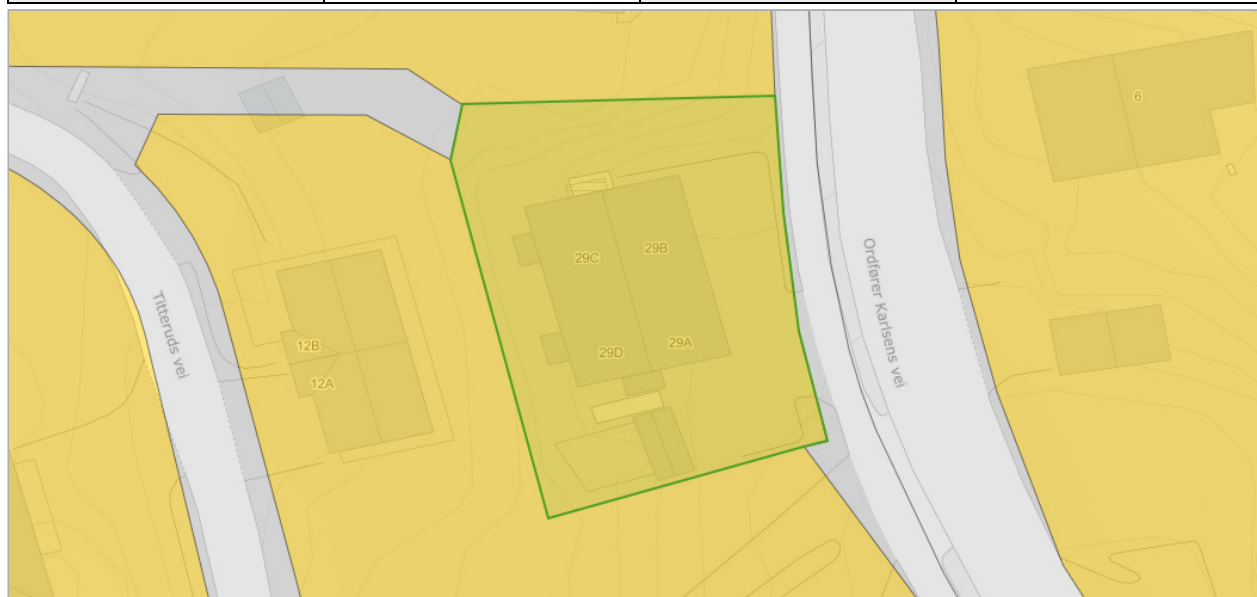 6
29B
29C
Ordfører Karlsens vei
Titteruds vei
12B
29A
29D
12A